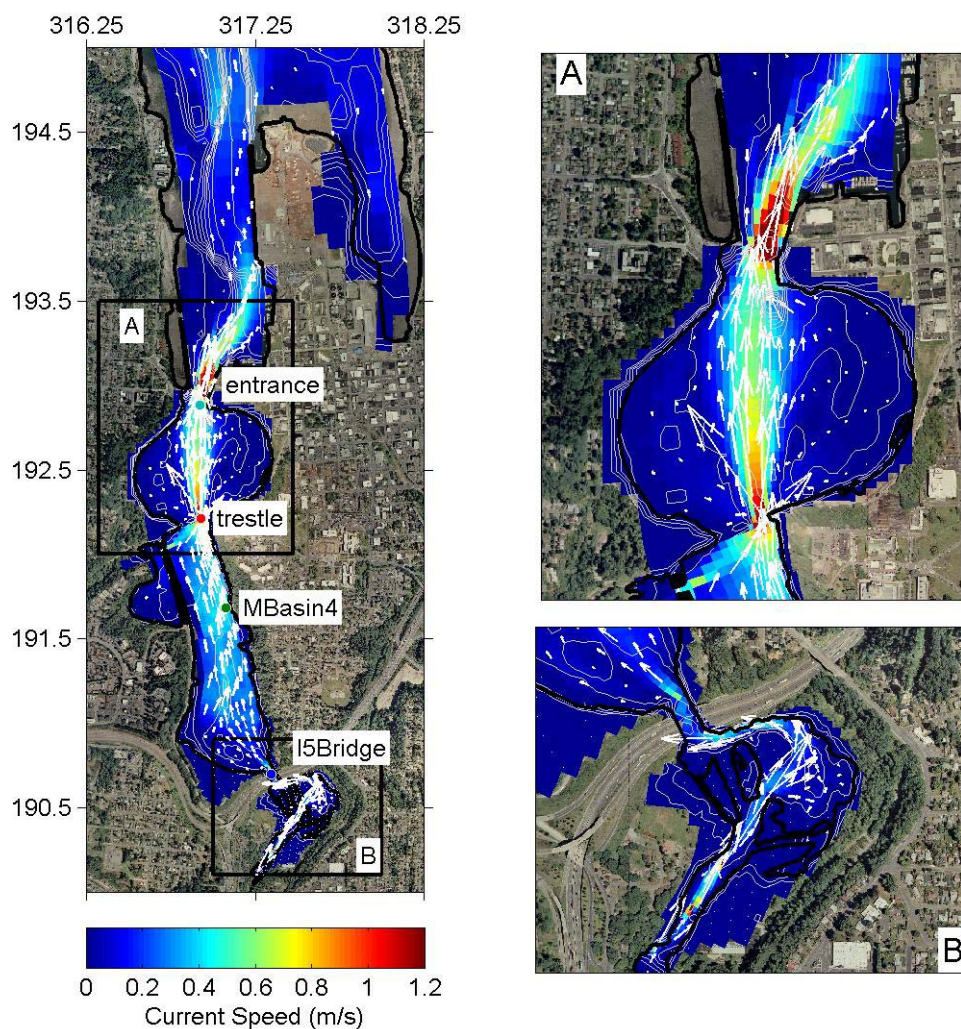 316.25 317.25 318.25
194.5
193.5
192.5
191.5
190.5
A
entrance
trestle
MBasin4
I5Bridge
B
0 0.2 0.4 0.6 0.8 1 1.2
Current Speed (m/s)
A
B